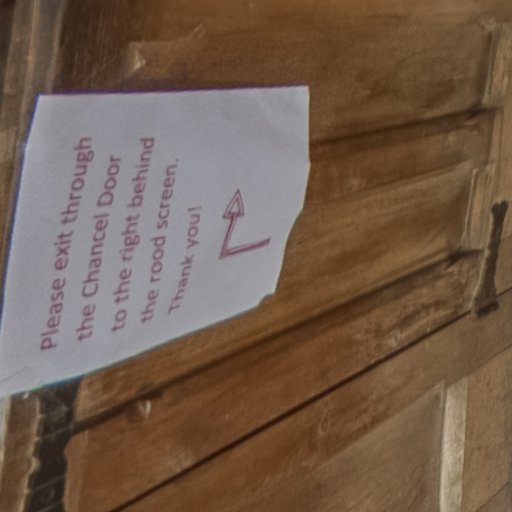 Please exit through
the Chancel Door
to the right behind
the rood screen.
Thank you!